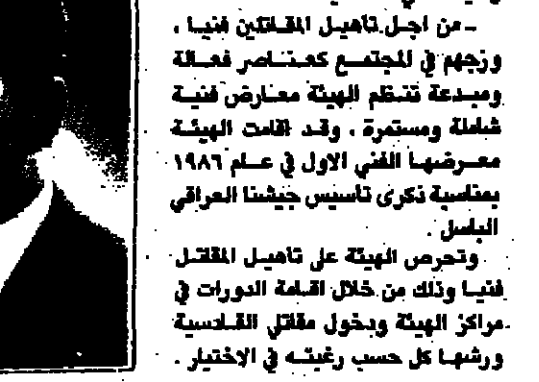 ـ من اجل تاهيل المقاتلين فنيا ،
وزجهم في المجتمع كعناصر فعالة
ومبدعة تنظم الهيئة معارض فنية
شاملة ومستمرة . وقد اقامت الهيئة
معرضها الفني الاول في عام ١٩٨٦
بمناسبة ذكرى تاسيس جيشنا العراقي
الباسل .
وتحرص الهيئة على تاهيل المقاتل
فنيا وذلك من خلال اقامة الدورات في
مراكز الهيئة وبدخول مقاتلي القادسية
ورشها كل حسب رغبته في الاختيار .